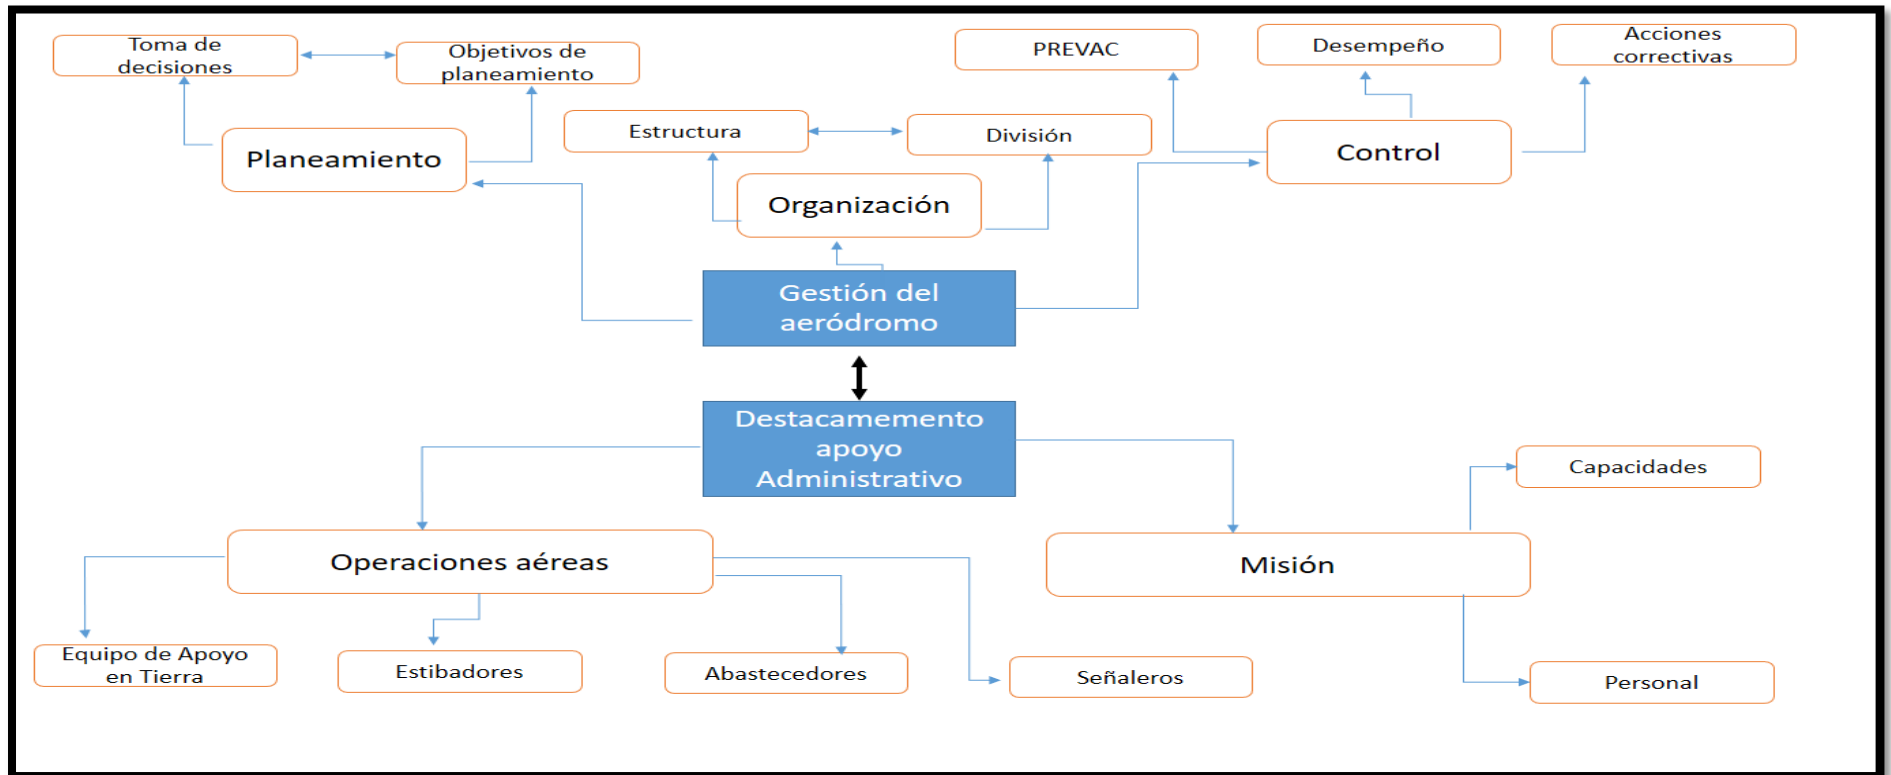 Toma de
decisiones
Objetivos de
planeamiento
PREVAC
Desempeño
Acciones
correctivas
Estructura
División
Planeamiento
Organización
Control
Gestión del
aeródromo
Destacamemento
apoyo
Administrativo
Capacidades
Operaciones aéreas
Misión
Equipo de Apoyo
en Tierra
Estibadores
Abastecedores
Señaleros
Personal